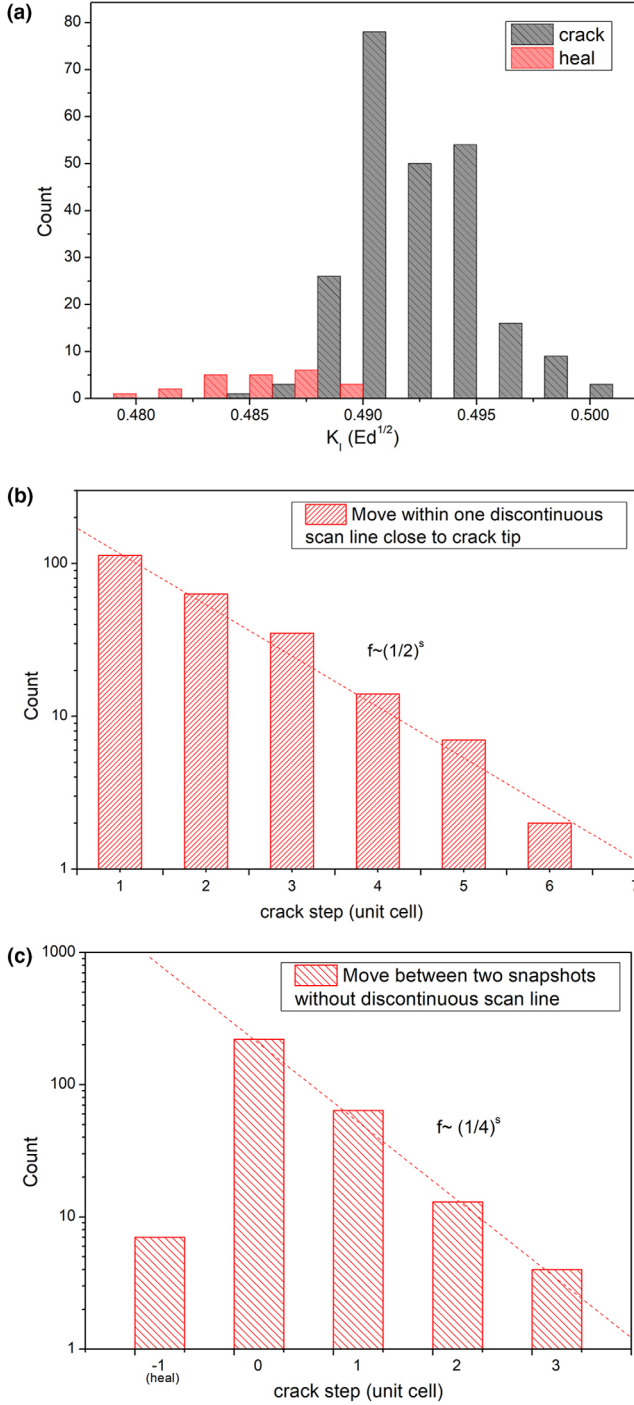 (a)
80
70
60
50
40
30
20
10
0
Count
crack
heal
0.480 0.485 0.490 0.495 0.500
K_I (Ed^1/2)
(b)
100
10
1
Count
Move within one discontinuous
scan line close to crack tip
f~(1/2)^s
1 2 3 4 5 6 7
crack step (unit cell)
(c)
1000
100
10
1
Count
Move between two snapshots
without discontinuous scan line
f~ (1/4)^s
-1 0 1 2 3
(heal)
crack step (unit cell)